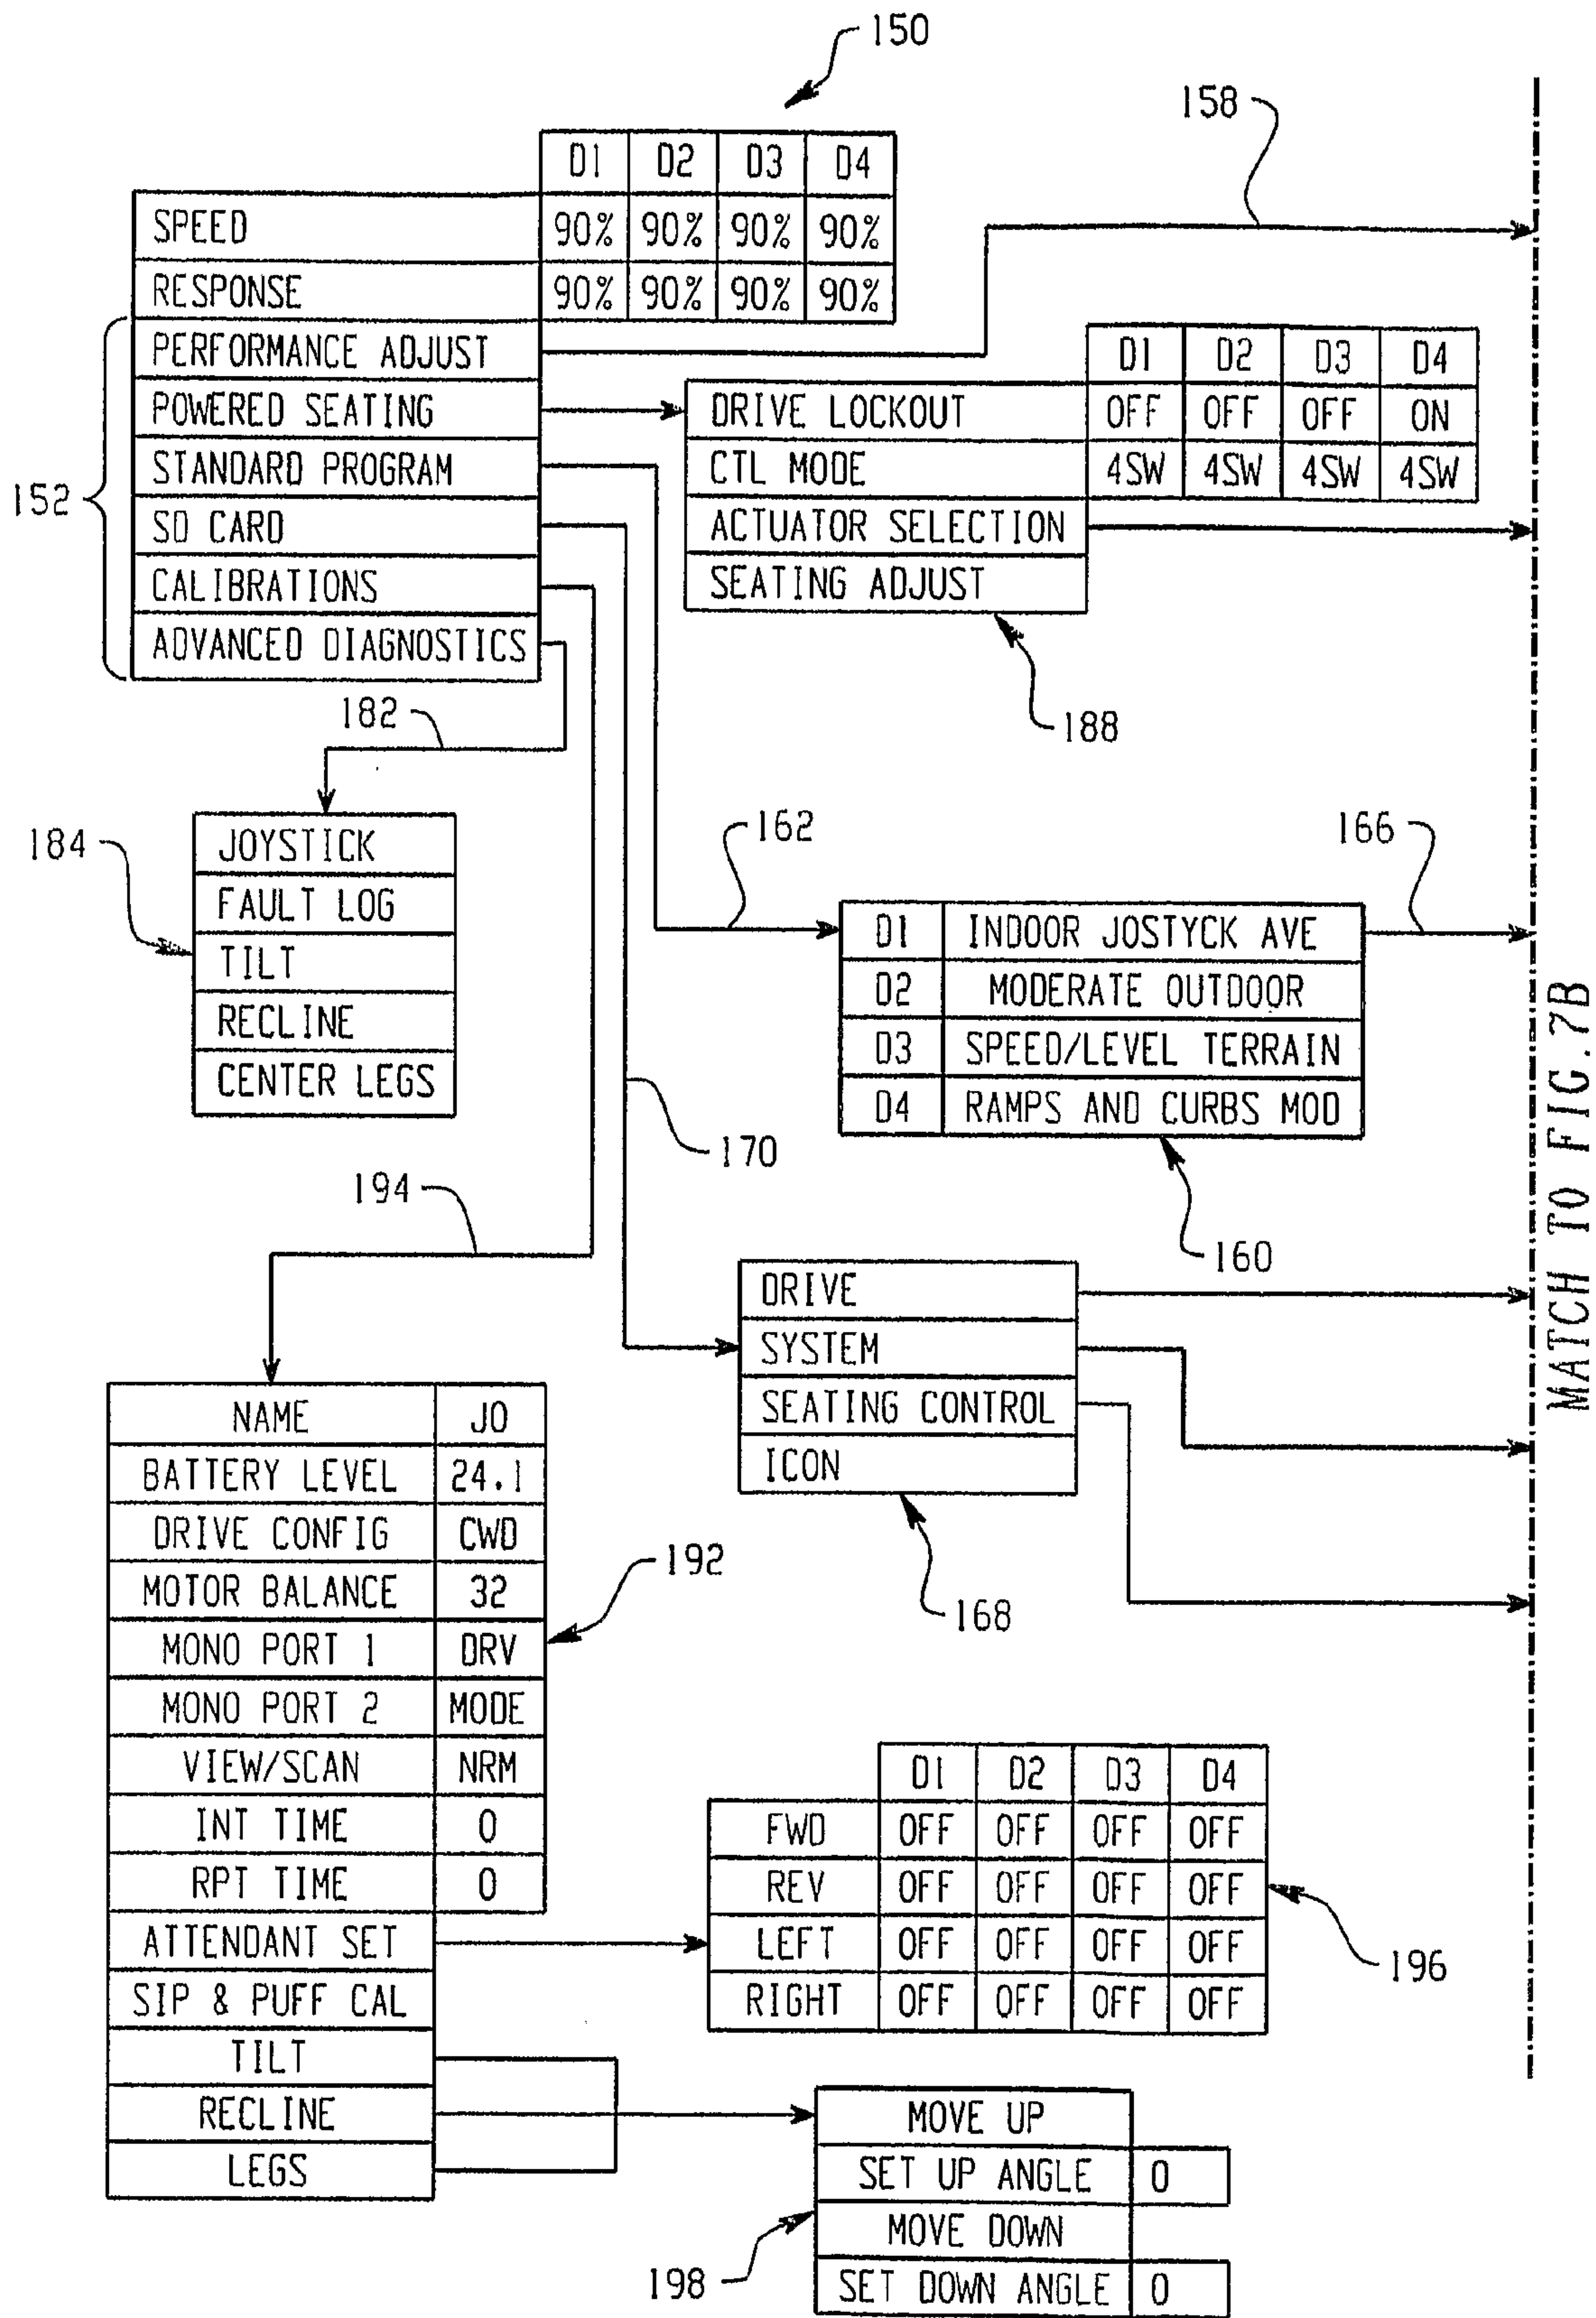 150
158
D1 D2 D3 D4
SPEED 90% 90% 90% 90%
RESPONSE 90% 90% 90% 90%
PERFORMANCE ADJUST
POWERED SEATING
STANDARD PROGRAM
SD CARD
CALIBRATIONS
ADVANCED DIAGNOSTICS
152
D1 D2 D3 D4
DRIVE LOCKOUT OFF OFF OFF ON
CTL MODE 4SW 4SW 4SW 4SW
ACTUATOR SELECTION
SEATING ADJUST
188
182
184
JOYSTICK
FAULT LOG
TILT
RECLINE
CENTER LEGS
162
166
D1 INDOOR JOSTYCK AVE
D2 MODERATE OUTDOOR
D3 SPEED/LEVEL TERRAIN
D4 RAMPS AND CURBS MOD
160
170
194
DRIVE
SYSTEM
SEATING CONTROL
ICON
168
MATCH TO FIG.7B
NAME JO
BATTERY LEVEL 24.1
DRIVE CONFIG CWD
MOTOR BALANCE 32
MONO PORT 1 DRV
MONO PORT 2 MODE
VIEW/SCAN NRM
INT TIME 0
RPT TIME 0
ATTENDANT SET
SIP & PUFF CAL
TILT
RECLINE
LEGS
192
D1 D2 D3 D4
FWD OFF OFF OFF OFF
REV OFF OFF OFF OFF
LEFT OFF OFF OFF OFF
RIGHT OFF OFF OFF OFF
196
MOVE UP
SET UP ANGLE 0
MOVE DOWN
SET DOWN ANGLE 0
198